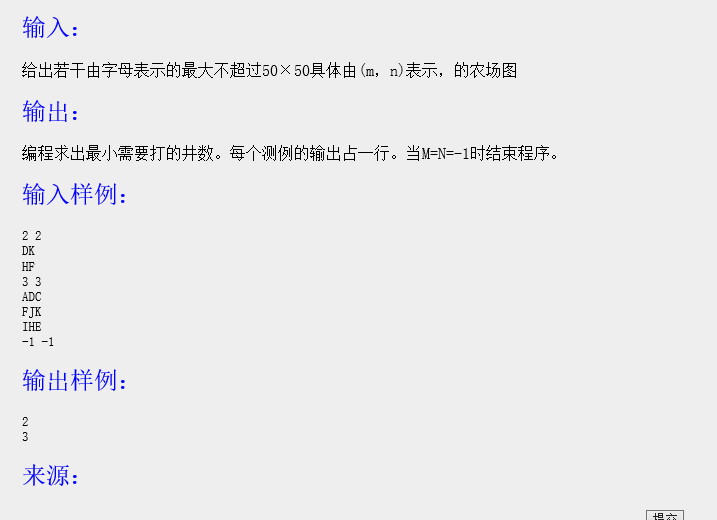 输入：
给出若干由字母表示的最大不超过50×50具体由(m，n)表示，的农场图
输出：
编程求出最小需要打的井数。每个测例的输出占一行。当M=N=-1时结束程序。
输入样例：
2 2
DK
HF
3 3
ADC
FJK
IHE
-1 -1
输出样例：
2
3
来源：
提交